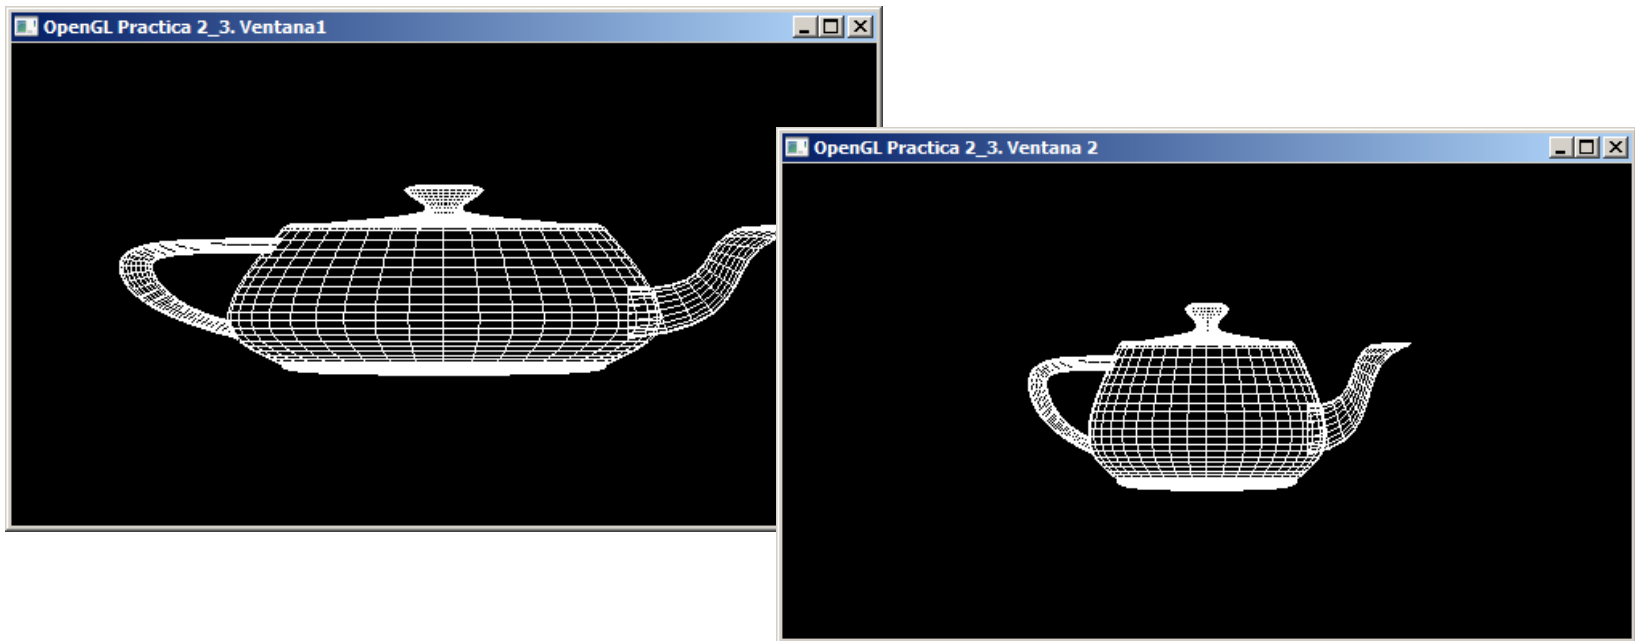 OpenGL Practica 2_3. Ventana1
OpenGL Practica 2_3. Ventana 2